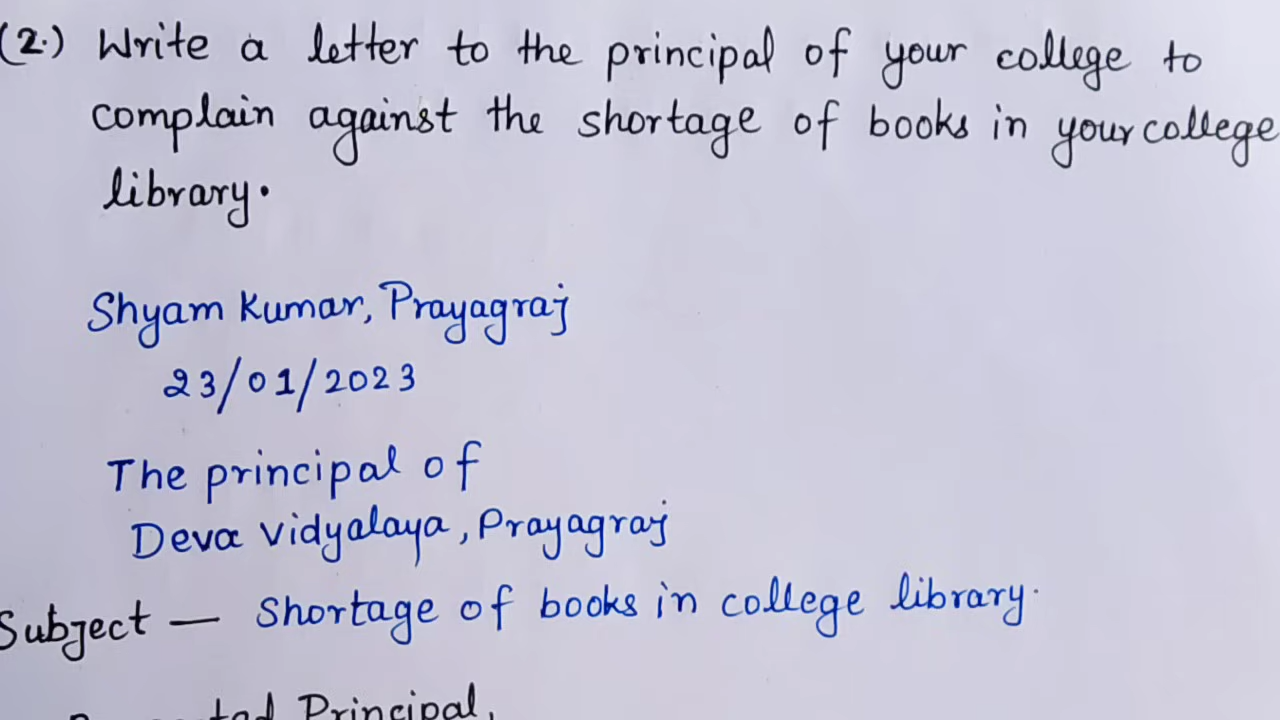 (2.) Write a letter to the principal of your college to
complain against the shortage of books in your college
library.
Shyam Kumar, Prayagraj
23/01/2023
The principal of
Deva Vidyalaya, Prayagraj
Subject — Shortage of books in college library.
Principal,